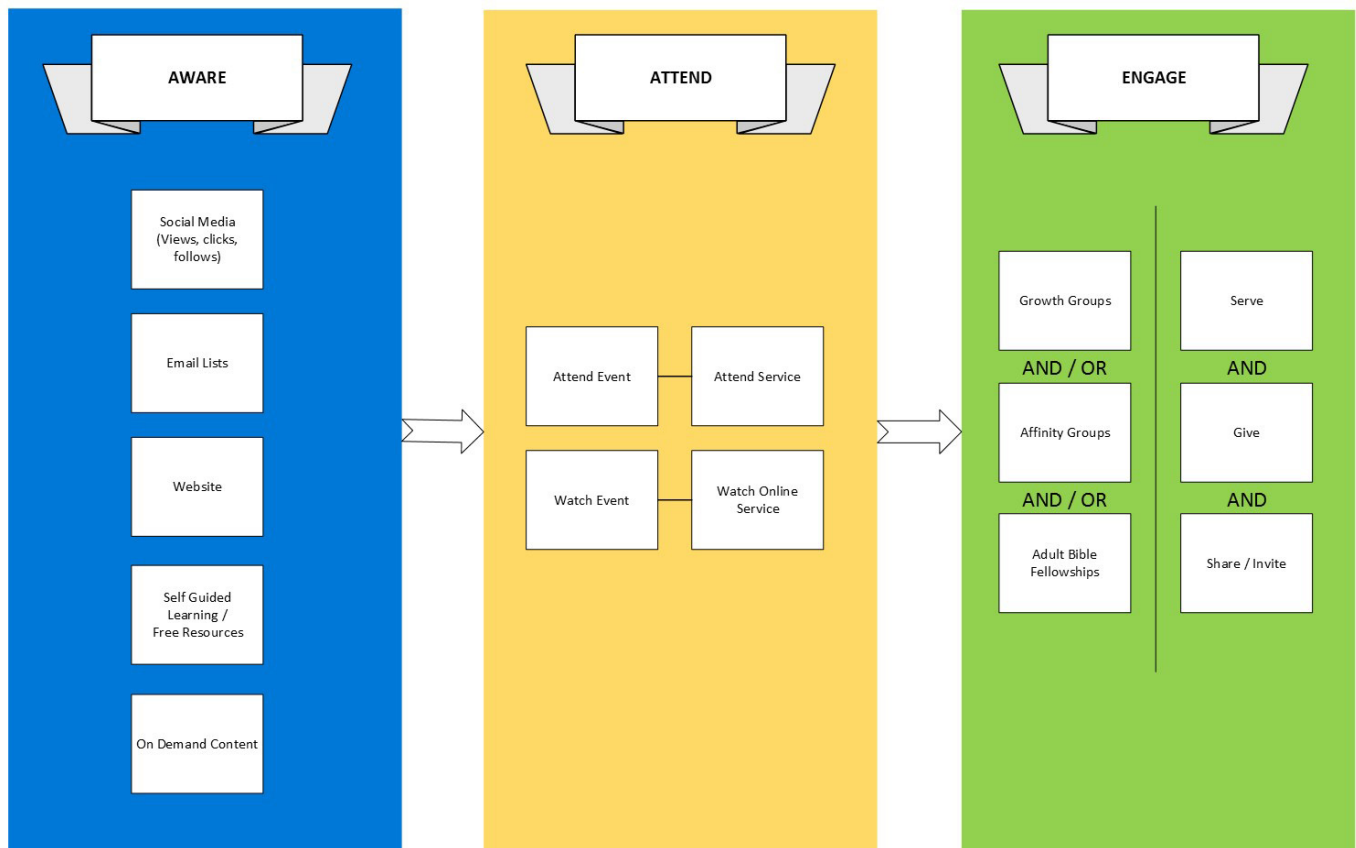 AWARE
Social Media
(Views, clicks,
follows)
Email Lists
Website
Self Guided
Learning /
Free Resources
On Demand Content
ATTEND
Attend Event
Attend Service
Watch Event
Watch Online
Service
ENGAGE
Growth Groups
AND / OR
Affinity Groups
AND / OR
Adult Bible
Fellowships
Serve
AND
Give
AND
Share / Invite